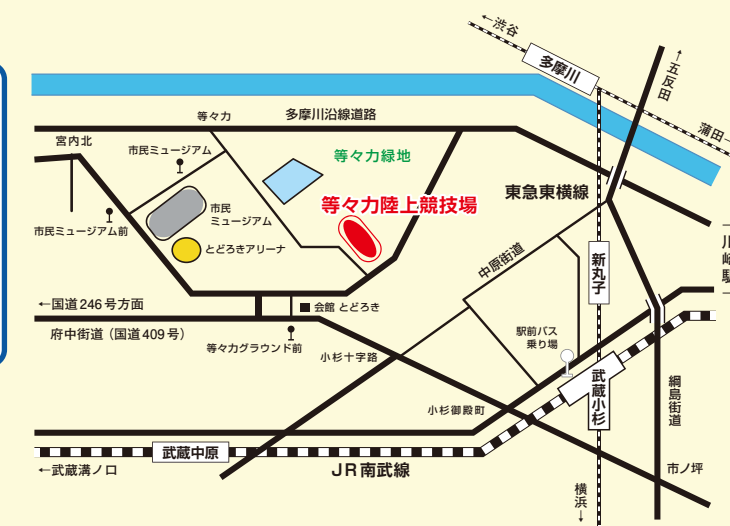 ←渋谷
多摩川
↑五反田
蒲田→
等々力
多摩川沿線道路
宮内北
市民ミュージアム
等々力緑地
東急東横線
等々力陸上競技場
市民
ミュージアム
市民ミュージアム前
とどろきアリーナ
中原街道
新丸子
←国道246号方面
会館 とどろき
府中街道（国道409号）
等々力グラウンド前
小杉十字路
駅前バス
乗り場
武蔵小杉
綱島街道
小杉御殿町
武蔵中原
←武蔵溝ノ口
JR南武線
市ノ坪
横浜↓